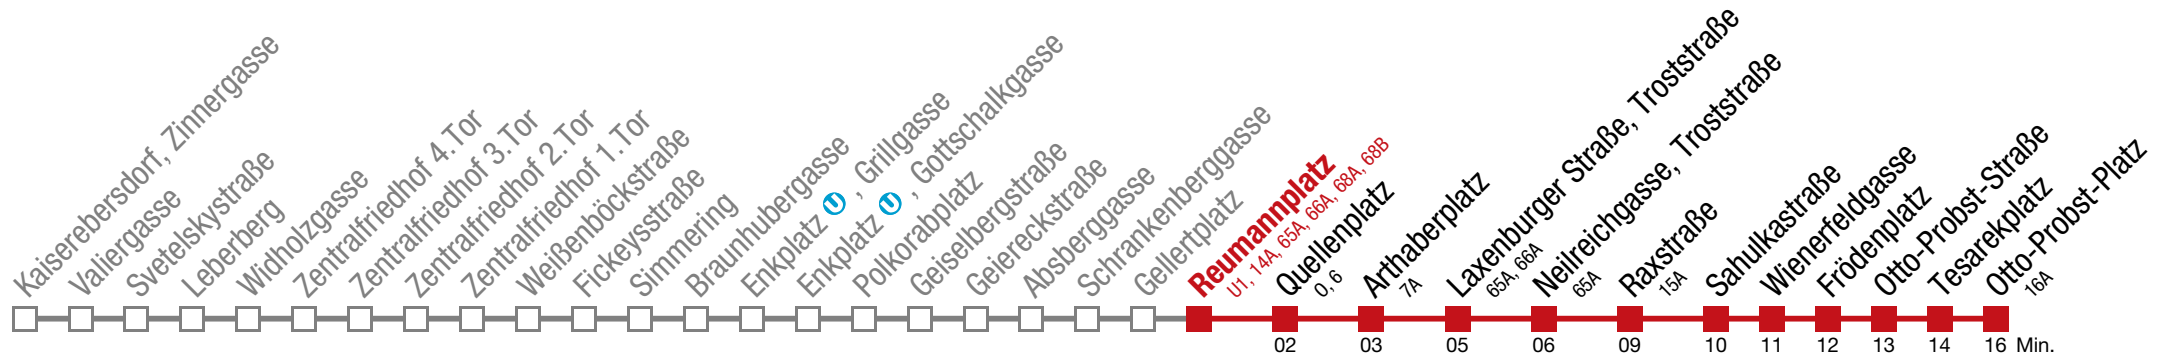 Kaiserebersdorf, Zinnergasse
Valiergasse
Svetelskystraße
Leberberg
Widholzgasse
Zentralfriedhof 4. Tor
Zentralfriedhof 3. Tor
Zentralfriedhof 2. Tor
Zentralfriedhof 1. Tor
Weißenböckstraße
Fickeysstraße
Simmering
Braunhubergasse
Enkplatz U, Grillgasse
Enkplatz U, Gottschalkgasse
Polkorabplatz
Geiselbergstraße
Geiereckstraße
Absberggasse
Schrankenberggasse
Gellertplatz
Reumannplatz
U1, 14A, 65A, 66A, 68A, 68B
Quellenplatz
O, 6
Arthaberplatz
7A
Laxenburger Straße, Troststraße
65A, 66A
Neilreichgasse, Troststraße
65A
Raxstraße
15A
Sahulkastraße
Wienerfeldgasse
Frödenplatz
Otto-Probst-Straße
Tesarekplatz
Otto-Probst-Platz
16A
02 03 05 06 09 10 11 12 13 14 16 Min.